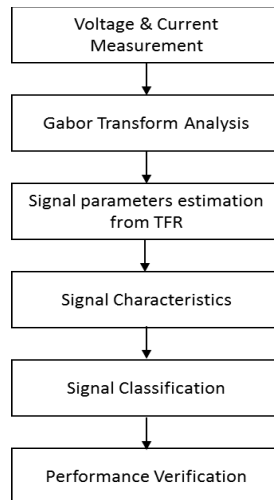 Voltage & Current
Measurement
Gabor Transform Analysis
Signal parameters estimation
from TFR
Signal Characteristics
Signal Classification
Performance Verification